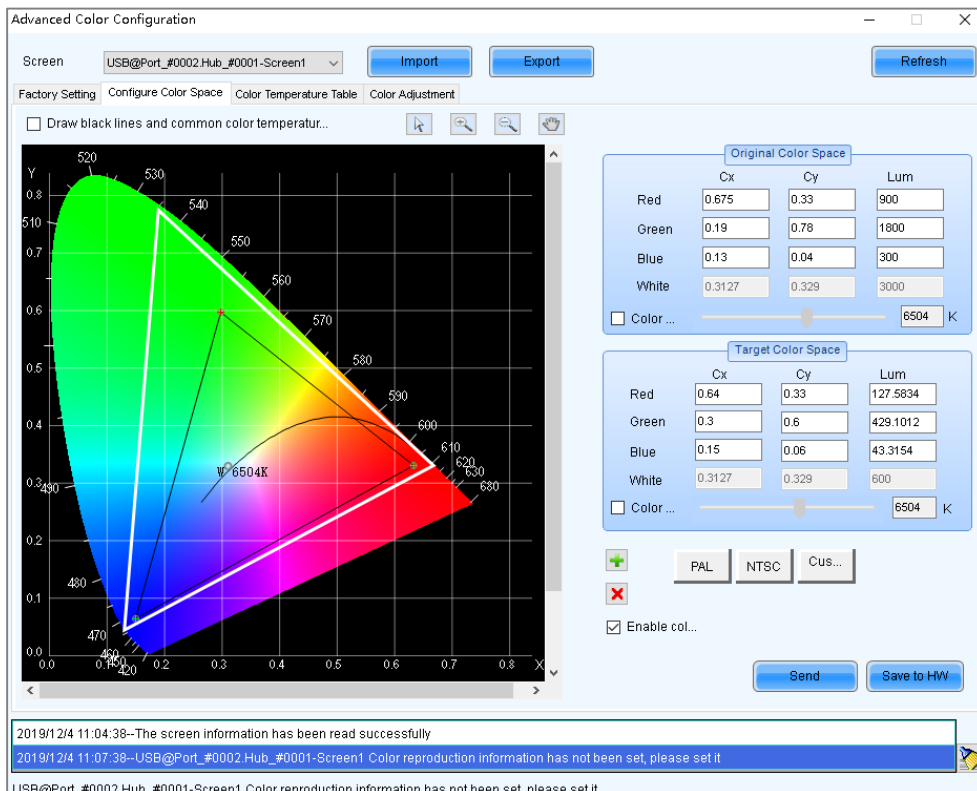 Advanced Color Configuration
Screen USB@Port_#0002.Hub_#0001-Screen1 Import Export Refresh
Factory Setting Configure Color Space Color Temperature Table Color Adjustment
Draw black lines and common color temperatur...
Y
520
530
540
550
560
570
580
590
600
610
620
630
680
510
490
480
470
460
450
420
0.8
0.7
0.6
0.5
0.4
0.3
0.2
0.1
0.0
W 6504K
0.0 0.1 0.2 0.3 0.4 0.5 0.6 0.7 0.8 X
Original Color Space
Cx Cy Lum
Red 0.675 0.33 900
Green 0.19 0.78 1800
Blue 0.13 0.04 300
White 0.3127 0.329 3000
Color ... 6504 K
Target Color Space
Cx Cy Lum
Red 0.64 0.33 127.5834
Green 0.3 0.6 429.1012
Blue 0.15 0.06 43.3154
White 0.3127 0.329 600
Color ... 6504 K
PAL NTSC Cus...
Enable col...
Send Save to HW
2019/12/4 11:04:38--The screen information has been read successfully
2019/12/4 11:07:38--USB@Port_#0002.Hub_#0001-Screen1 Color reproduction information has not been set, please set it
USB@Port_#0002.Hub_#0001-Screen1 Color reproduction information has not been set, please set it